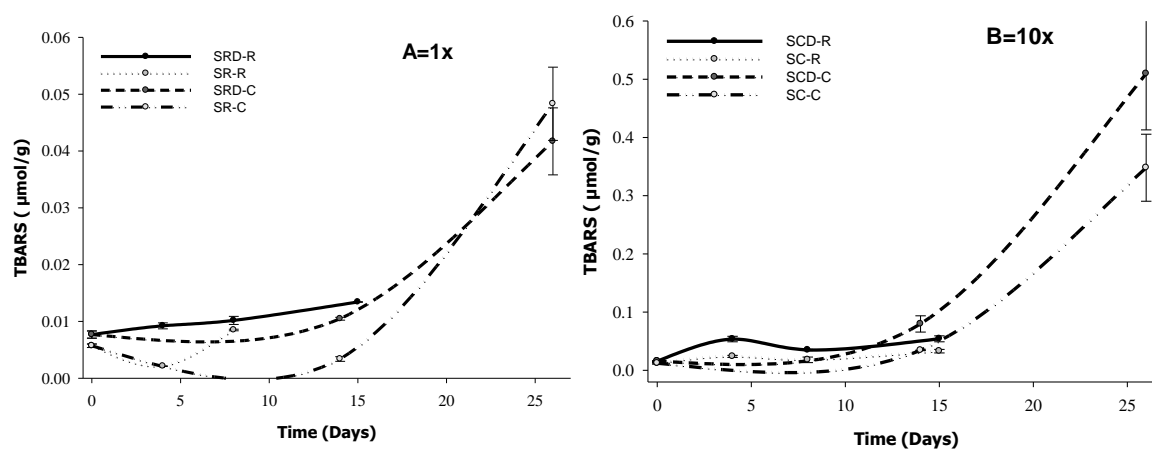 A=1x
SRD-R
SR-R
SRD-C
SR-C
TBARS ( µmol/g)
0.06
0.05
0.04
0.03
0.02
0.01
0.00
0 5 10 15 20 25
Time (Days)
B=10x
SCD-R
SC-R
SCD-C
SC-C
TBARS ( µmol/g)
0.6
0.5
0.4
0.3
0.2
0.1
0.0
0 5 10 15 20 25
Time (Days)